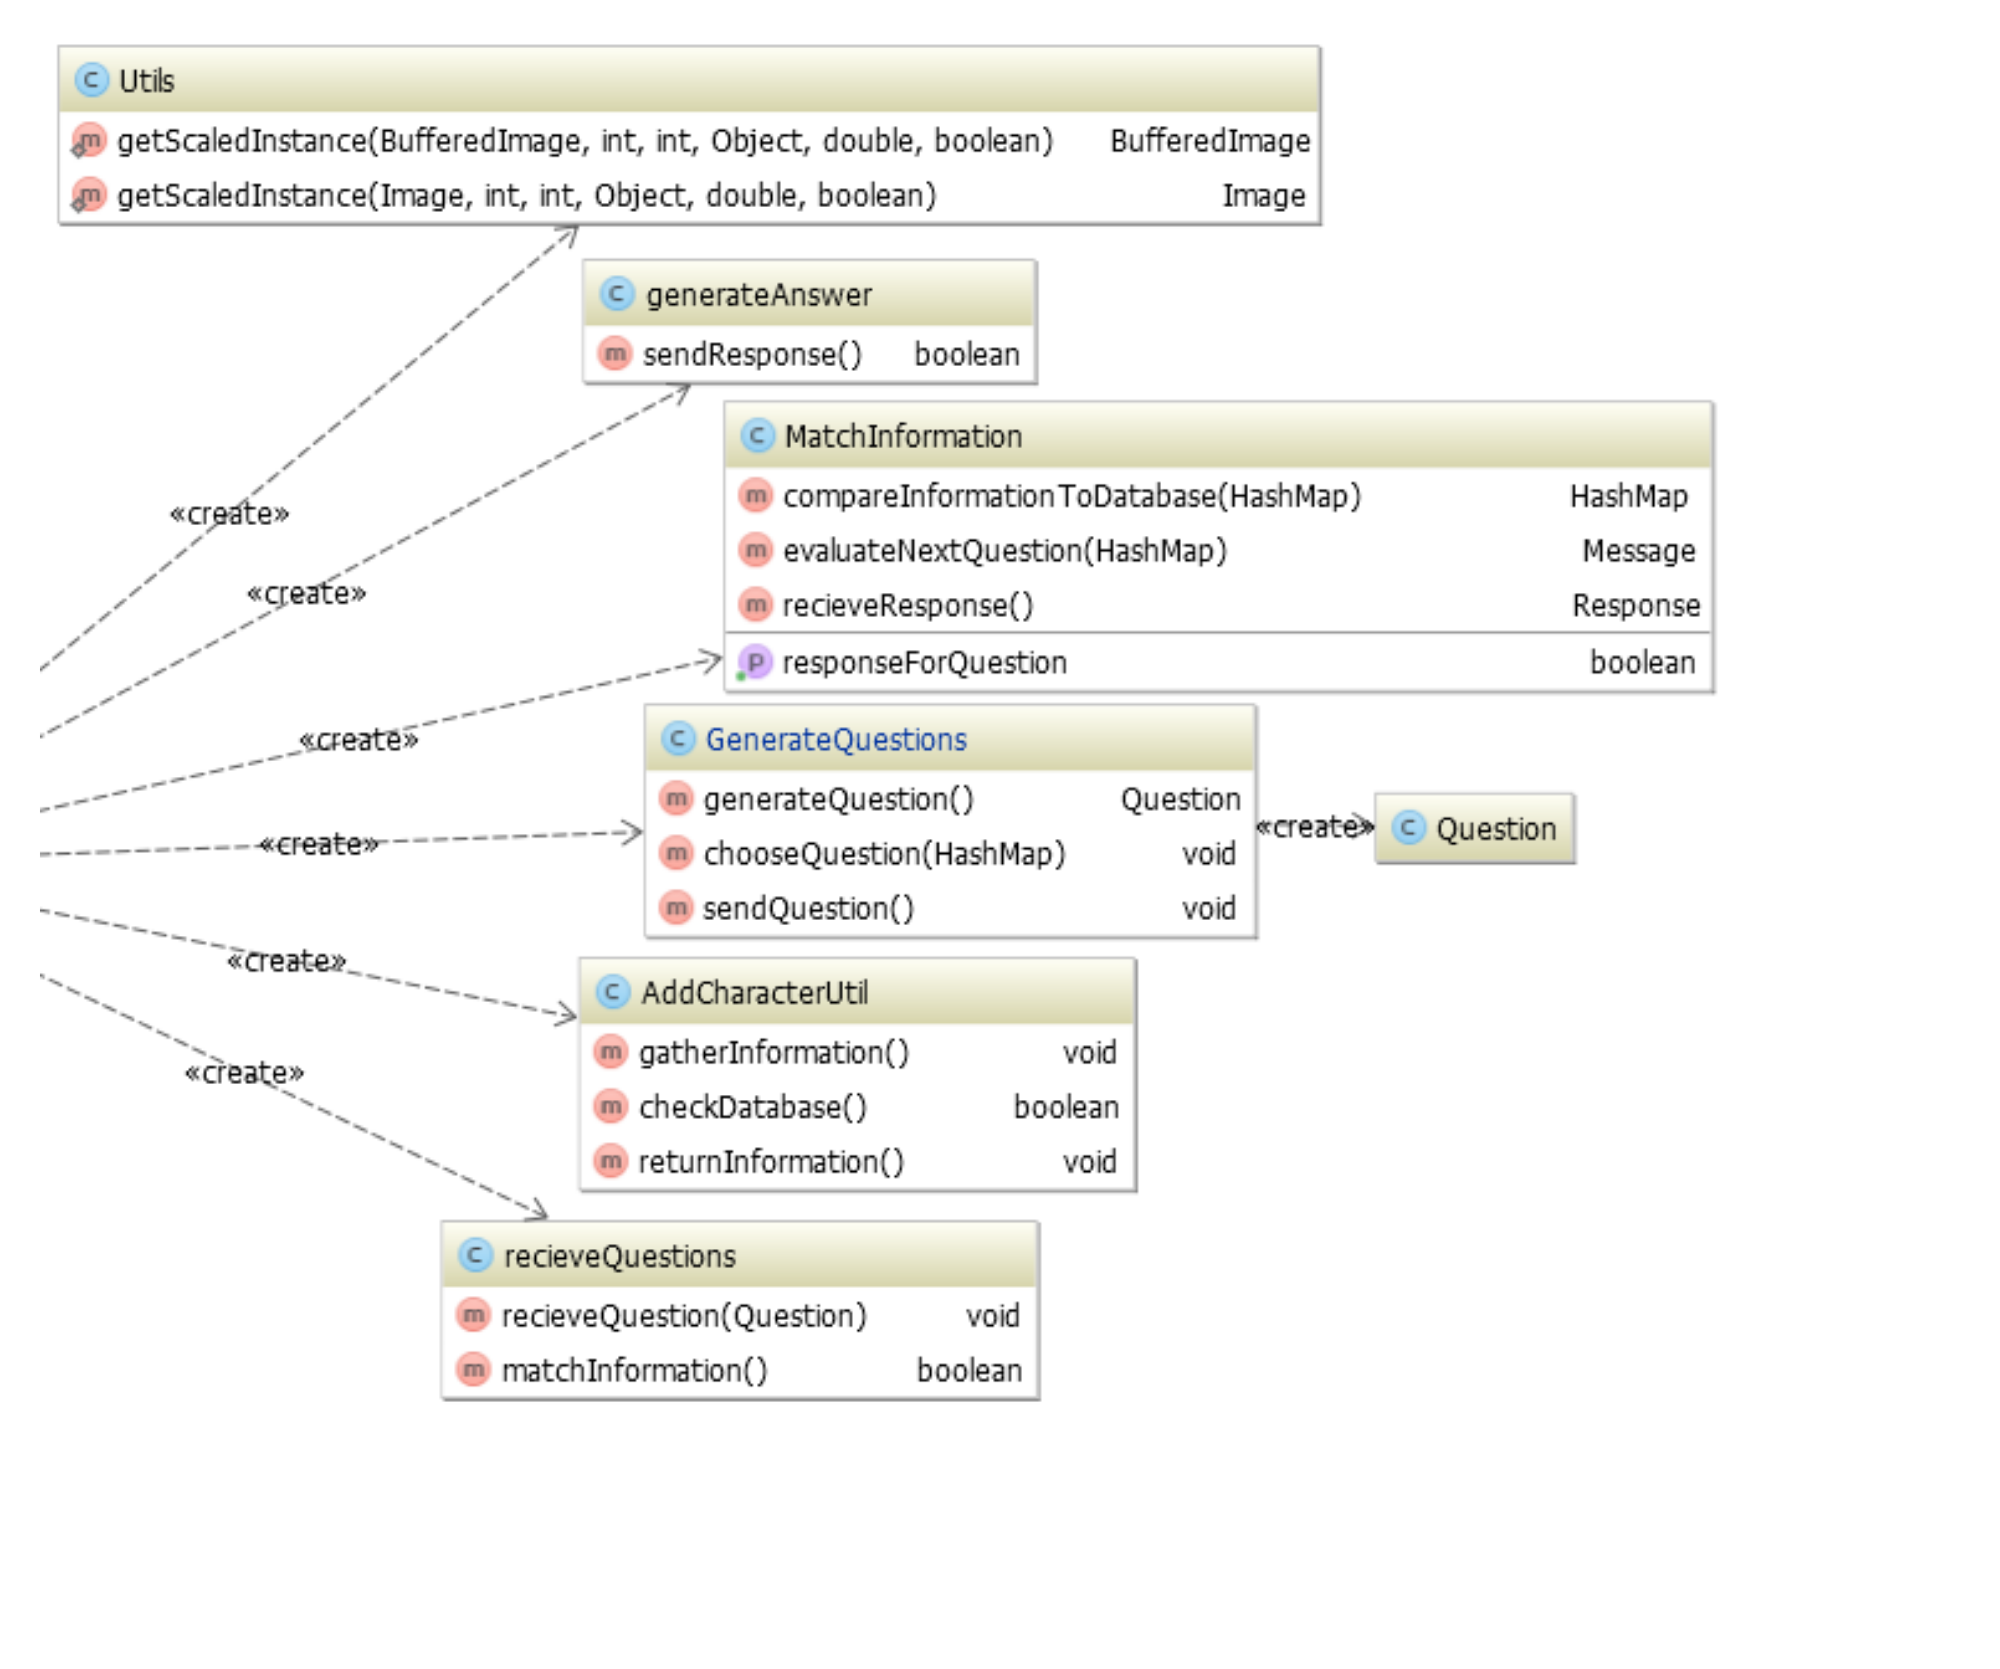 Utils
getScaledInstance(BufferedImage, int, int, Object, double, boolean) BufferedImage
getScaledInstance(Image, int, int, Object, double, boolean) Image
generateAnswer
sendResponse() boolean
MatchInformation
compareInformationToDatabase(HashMap) HashMap
«create»
evaluateNextQuestion(HashMap) Message
«create»
recieveResponse() Response
responseForQuestion boolean
«create»
GenerateQuestions
generateQuestion() Question
«create»
Question
«create»
chooseQuestion(HashMap) void
sendQuestion() void
«create»
AddCharacterUtil
gatherInformation() void
«create»
checkDatabase() boolean
returnInformation() void
recieveQuestions
recieveQuestion(Question) void
matchInformation() boolean